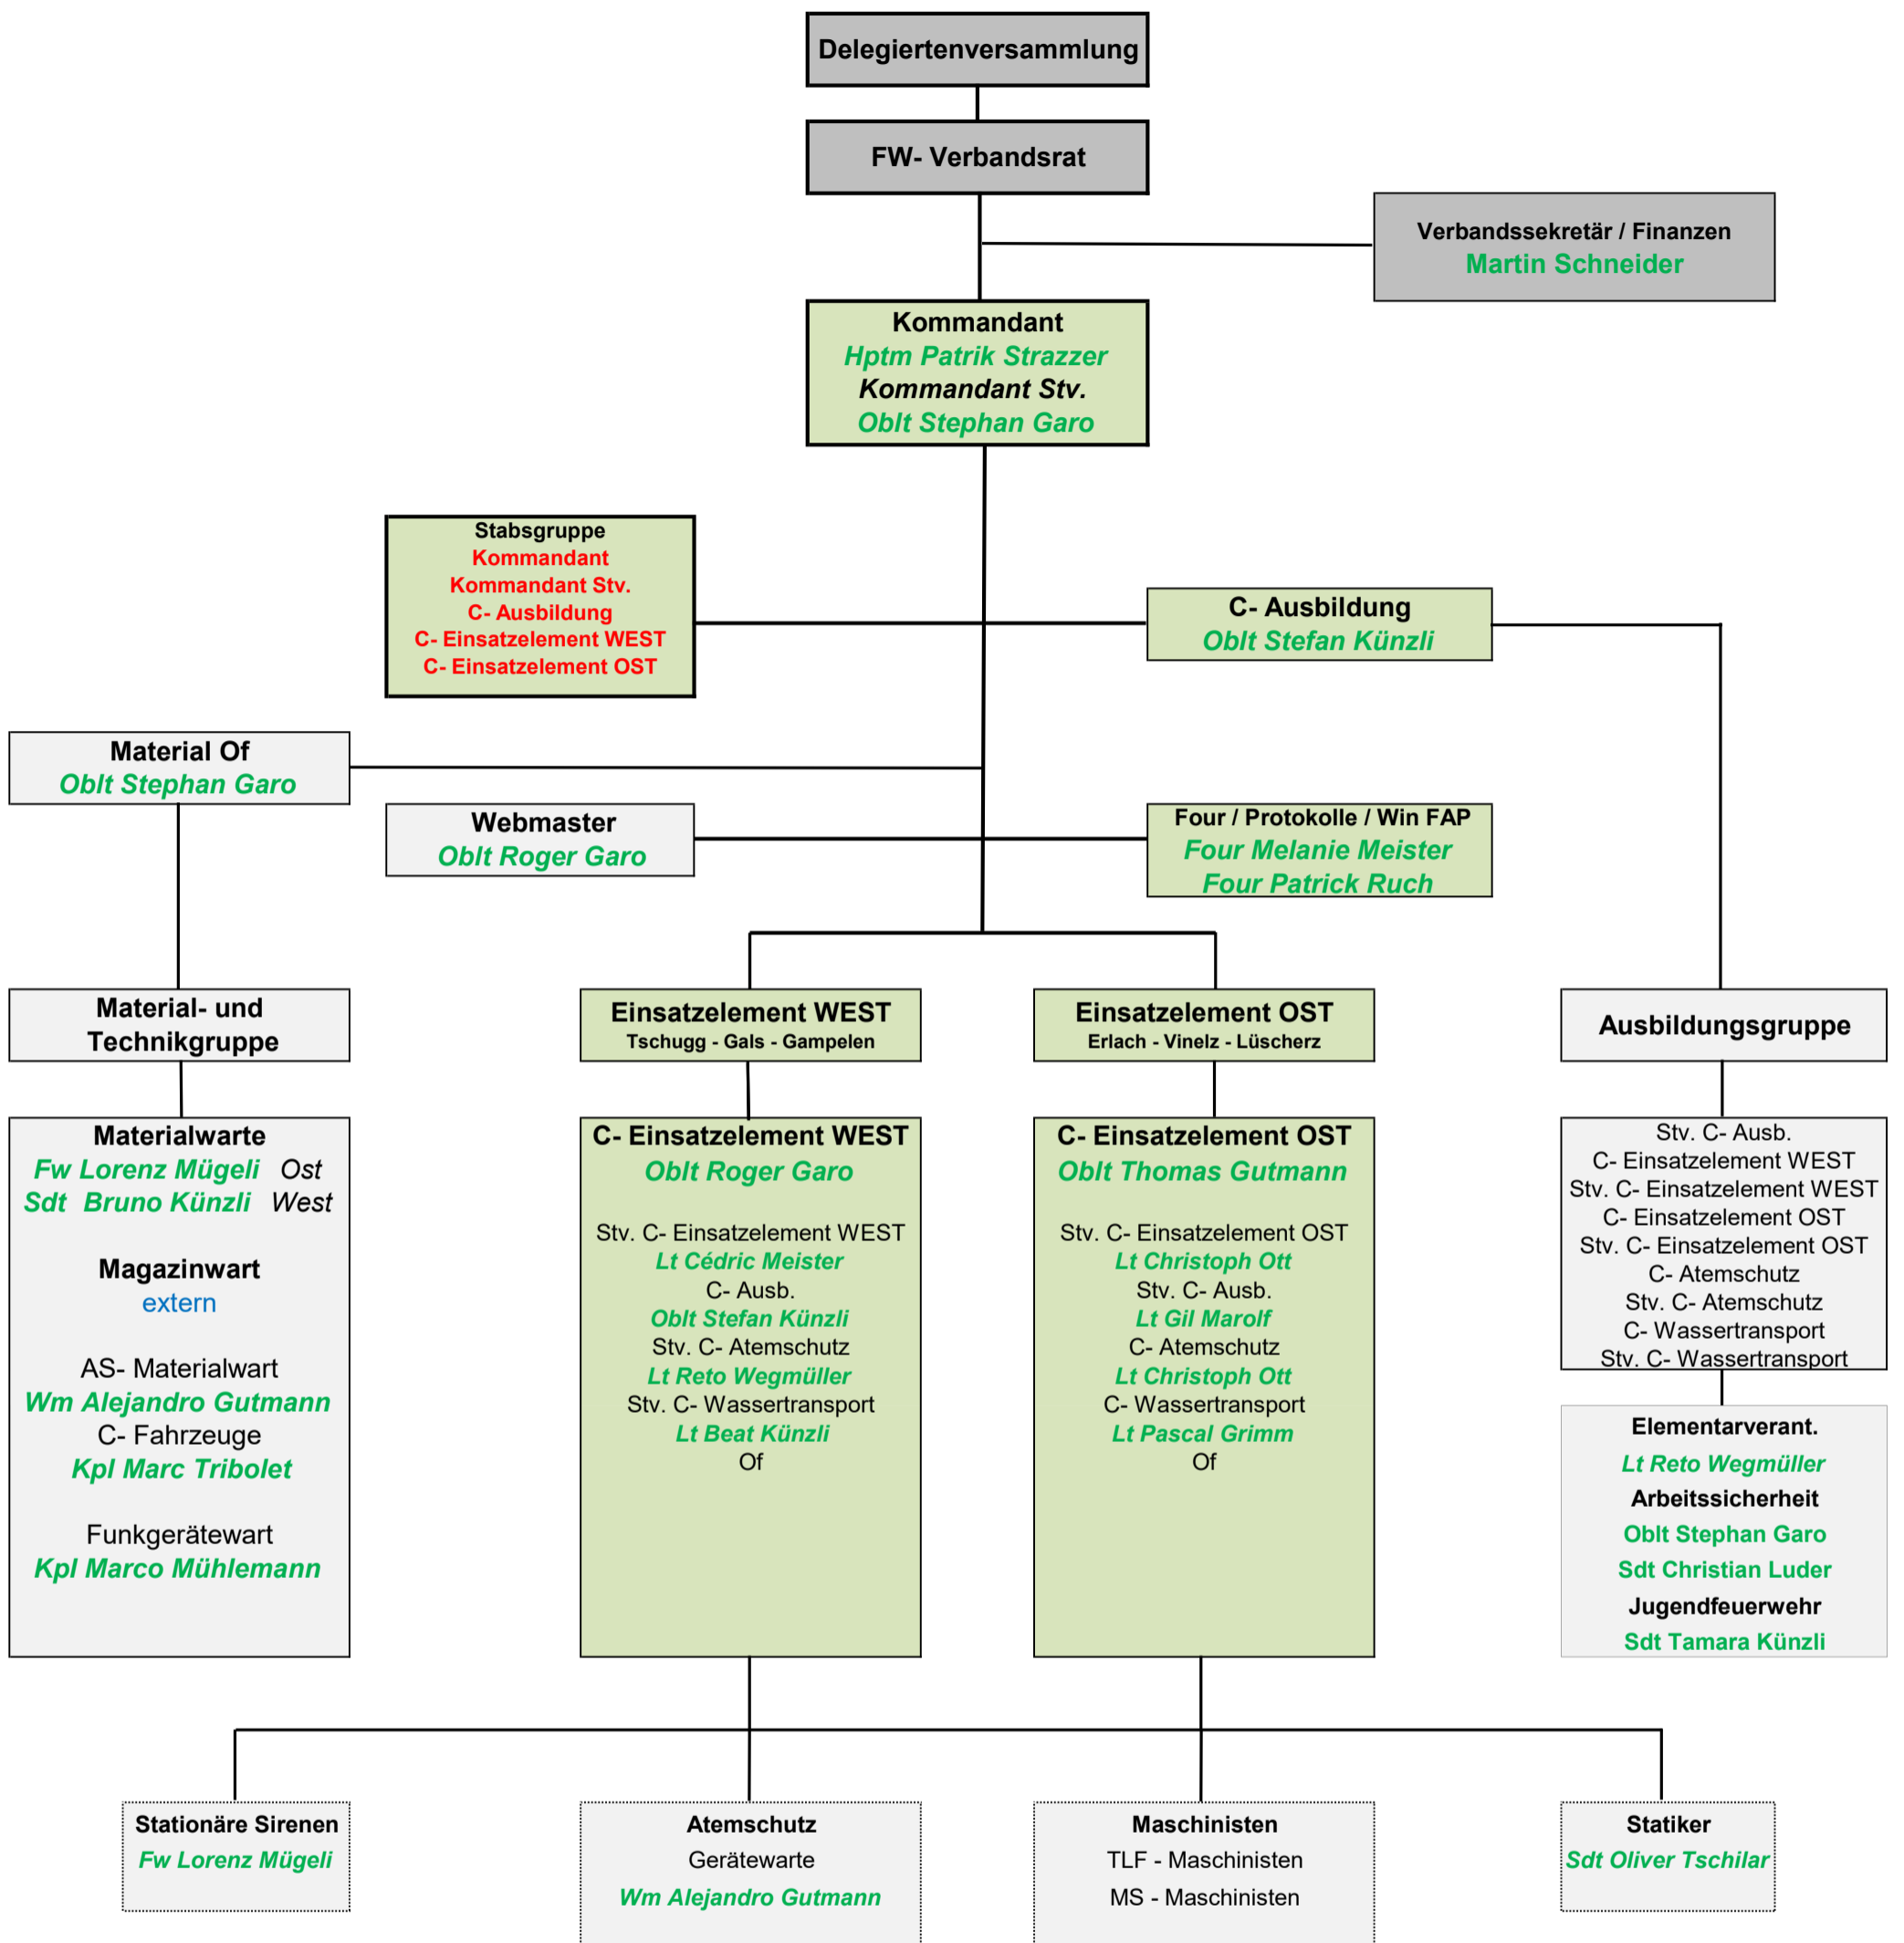 Delegiertenversammlung
FW- Verbandsrat
Verbandssekretär / Finanzen
Martin Schneider
Kommandant
Hptm Patrik Strazzer
Kommandant Stv.
Oblt Stephan Garo
Stabsgruppe
Kommandant
Kommandant Stv.
C- Ausbildung
C- Einsatzelement WEST
C- Einsatzelement OST
C- Ausbildung
Oblt Stefan Künzli
Material Of
Oblt Stephan Garo
Webmaster
Oblt Roger Garo
Four / Protokolle / Win FAP
Four Melanie Meister
Four Patrick Ruch
Material- und
Technikgruppe
Einsatzelement WEST
Tschugg - Gals - Gampelen
Einsatzelement OST
Erlach - Vinelz - Lüscherz
Ausbildungsgruppe
Materialwarte
Fw Lorenz Mügeli Ost
Sdt Bruno Künzli West
Magazinwart
extern
AS- Materialwart
Wm Alejandro Gutmann
C- Fahrzeuge
Kpl Marc Tribolet
Funkgerätewart
Kpl Marco Mühlemann
C- Einsatzelement WEST
Oblt Roger Garo
Stv. C- Einsatzelement WEST
Lt Cédric Meister
C- Ausb.
Oblt Stefan Künzli
Stv. C- Atemschutz
Lt Reto Wegmüller
Stv. C- Wassertransport
Lt Beat Künzli
Of
C- Einsatzelement OST
Oblt Thomas Gutmann
Stv. C- Einsatzelement OST
Lt Christoph Ott
Stv. C- Ausb.
Lt Gil Marolf
C- Atemschutz
Lt Christoph Ott
C- Wassertransport
Lt Pascal Grimm
Of
Stv. C- Ausb.
C- Einsatzelement WEST
Stv. C- Einsatzelement WEST
C- Einsatzelement OST
Stv. C- Einsatzelement OST
C- Atemschutz
Stv. C- Atemschutz
C- Wassertransport
Stv. C- Wassertransport
Elementarverant.
Lt Reto Wegmüller
Arbeitssicherheit
Oblt Stephan Garo
Sdt Christian Luder
Jugendfeuerwehr
Sdt Tamara Künzli
Stationäre Sirenen
Fw Lorenz Mügeli
Atemschutz
Gerätewarte
Wm Alejandro Gutmann
Maschinisten
TLF - Maschinisten
MS - Maschinisten
Statiker
Sdt Oliver Tschilar